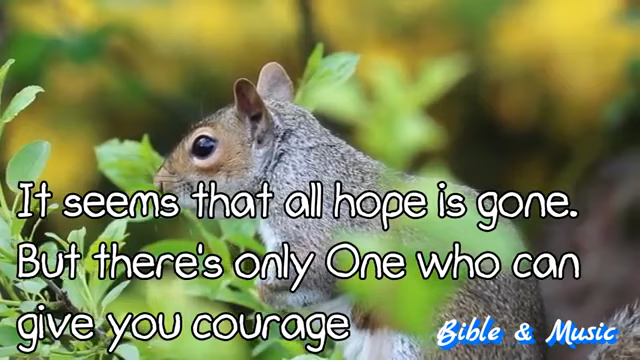 It seems that all hope is gone.
But there's only One who can
give you courage
Bible & Music